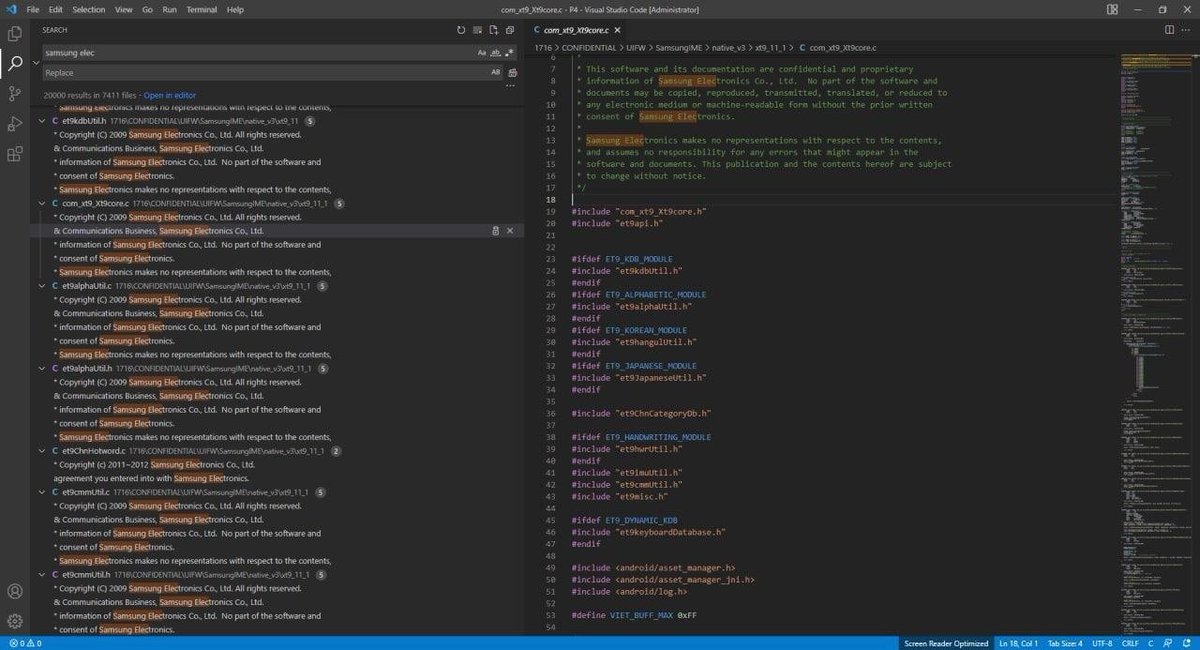 File Edit Selection View Go Run Terminal Help
com_xt9_Xt9core.c - P4 - Visual Studio Code [Administrator]
SEARCH
samsung elec
Aa ab .*
Replace
AB
20000 results in 7411 files - Open in editor
Samsung Electronics makes no representations with respect to the contents,
C et9kdbUtil.h 1716\CONFIDENTIAL\UIFW\SamsungIME\native_v3\xt9_11 5
* Copyright (C) 2009 Samsung Electronics Co., Ltd. All rights reserved.
& Communications Business, Samsung Electronics Co., Ltd.
* information of Samsung Electronics Co., Ltd. No part of the software and
* consent of Samsung Electronics.
* Samsung Electronics makes no representations with respect to the contents,
C com_xt9_Xt9core.c 1716\CONFIDENTIAL\UIFW\SamsungIME\native_v3\xt9_11_1 5
* Copyright (C) 2009 Samsung Electronics Co., Ltd. All rights reserved.
& Communications Business, Samsung Electronics Co., Ltd.
* information of Samsung Electronics Co., Ltd. No part of the software and
* consent of Samsung Electronics.
* Samsung Electronics makes no representations with respect to the contents,
C et9alphaUtil.c 1716\CONFIDENTIAL\UIFW\SamsungIME\native_v3\xt9_11_1 5
* Copyright (C) 2009 Samsung Electronics Co., Ltd. All rights reserved.
& Communications Business, Samsung Electronics Co., Ltd.
* information of Samsung Electronics Co., Ltd. No part of the software and
* consent of Samsung Electronics.
* Samsung Electronics makes no representations with respect to the contents,
C et9alphaUtil.h 1716\CONFIDENTIAL\UIFW\SamsungIME\native_v3\xt9_11_1 5
* Copyright (C) 2009 Samsung Electronics Co., Ltd. All rights reserved.
& Communications Business, Samsung Electronics Co., Ltd.
* information of Samsung Electronics Co., Ltd. No part of the software and
* consent of Samsung Electronics.
* Samsung Electronics makes no representations with respect to the contents,
C et9ChnHotword.c 1716\CONFIDENTIAL\UIFW\SamsungIME\native_v3\xt9_11_1 2
* Copyright (c) 2011~2012 Samsung Electronics Co., Ltd.
agreement you entered into with Samsung Electronics.
C et9cmmUtil.c 1716\CONFIDENTIAL\UIFW\SamsungIME\native_v3\xt9_11_1 5
* Copyright (C) 2009 Samsung Electronics Co., Ltd. All rights reserved.
& Communications Business, Samsung Electronics Co., Ltd.
* information of Samsung Electronics Co., Ltd. No part of the software and
* consent of Samsung Electronics.
* Samsung Electronics makes no representations with respect to the contents,
C et9cmmUtil.h 1716\CONFIDENTIAL\UIFW\SamsungIME\native_v3\xt9_11_1 5
* Copyright (C) 2009 Samsung Electronics Co., Ltd. All rights reserved.
& Communications Business, Samsung Electronics Co., Ltd.
* information of Samsung Electronics Co., Ltd. No part of the software and
* consent of Samsung Electronics.
C com_xt9_Xt9core.c
1716 > CONFIDENTIAL > UIFW > SamsungIME > native_v3 > xt9_11_1 > C com_xt9_Xt9core.c
6 *
7 * This software and its documentation are confidential and proprietary
8 * information of Samsung Electronics Co., Ltd. No part of the software and
9 * documents may be copied, reproduced, transmitted, translated, or reduced to
10 * any electronic medium or machine-readable form without the prior written
11 * consent of Samsung Electronics.
12 *
13 * Samsung Electronics makes no representations with respect to the contents,
14 * and assumes no responsibility for any errors that might appear in the
15 * software and documents. This publication and the contents hereof are subject
16 * to change without notice.
17 */
18
19 #include "com_xt9_Xt9core.h"
20 #include "et9api.h"
21
22
23 #ifdef ET9_KDB_MODULE
24 #include "et9kdbUtil.h"
25 #endif
26 #ifdef ET9_ALPHABETIC_MODULE
27 #include "et9alphaUtil.h"
28 #endif
29 #ifdef ET9_KOREAN_MODULE
30 #include "et9hangulUtil.h"
31 #endif
32 #ifdef ET9_JAPANESE_MODULE
33 #include "et9JapaneseUtil.h"
34 #endif
35
36 #include "et9ChnCategoryDb.h"
37
38 #ifdef ET9_HANDWRITING_MODULE
39 #include "et9hwrUtil.h"
40 #endif
41 #include "et9imuUtil.h"
42 #include "et9cmmUtil.h"
43 #include "et9misc.h"
44
45 #ifdef ET9_DYNAMIC_KDB
46 #include "et9keyboardDatabase.h"
47 #endif
48
49 #include <android/asset_manager.h>
50 #include <android/asset_manager_jni.h>
51 #include <android/log.h>
52
53 #define VIET_BUFF_MAX 0xFF
54
0 0
Screen Reader Optimized Ln 18, Col 1 Tab Size: 4 UTF-8 CRLF C